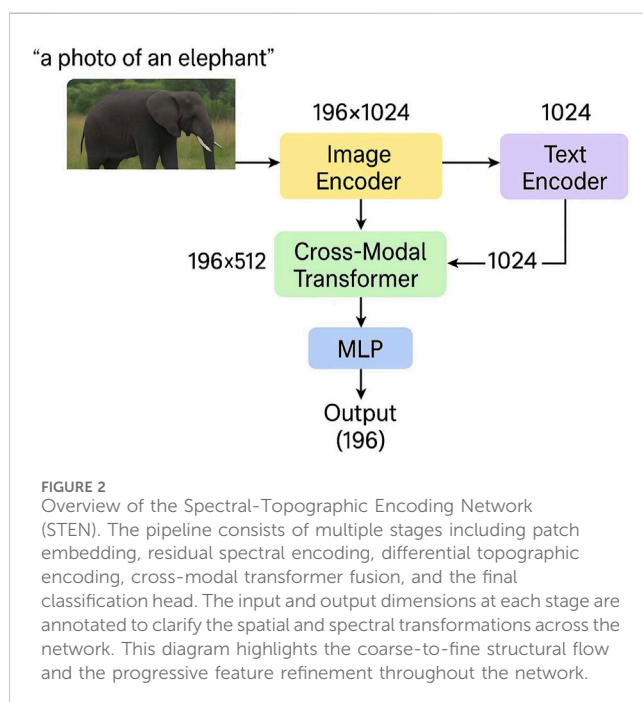 “a photo of an elephant”
196×1024
1024
Image
Encoder
Text
Encoder
196×512
Cross-Modal
Transformer
1024
MLP
Output
(196)
FIGURE 2
Overview of the Spectral-Topographic Encoding Network
(STEN). The pipeline consists of multiple stages including patch
embedding, residual spectral encoding, differential topographic
encoding, cross-modal transformer fusion, and the final
classification head. The input and output dimensions at each stage are
annotated to clarify the spatial and spectral transformations across the
network. This diagram highlights the coarse-to-fine structural flow
and the progressive feature refinement throughout the network.